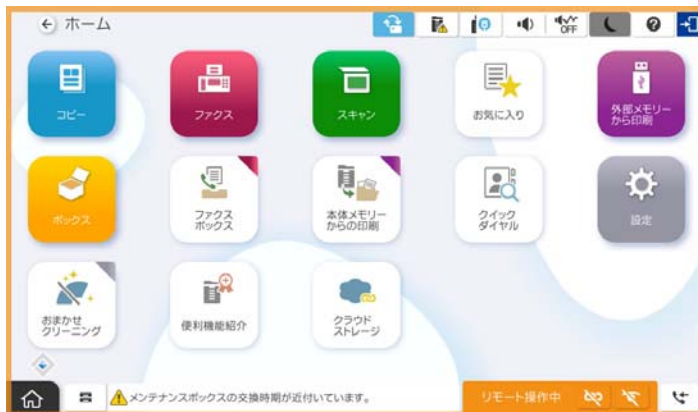 ホーム
OFF
コピー
ファクス
スキャン
お気に入り
外部メモリー
から印刷
ボックス
ファクス
ボックス
本体メモリー
からの印刷
クイック
ダイヤル
設定
おまかせ
クリーニング
便利機能紹介
クラウド
ストレージ
メンテナンスボックスの交換時期が近付いています。
リモート操作中